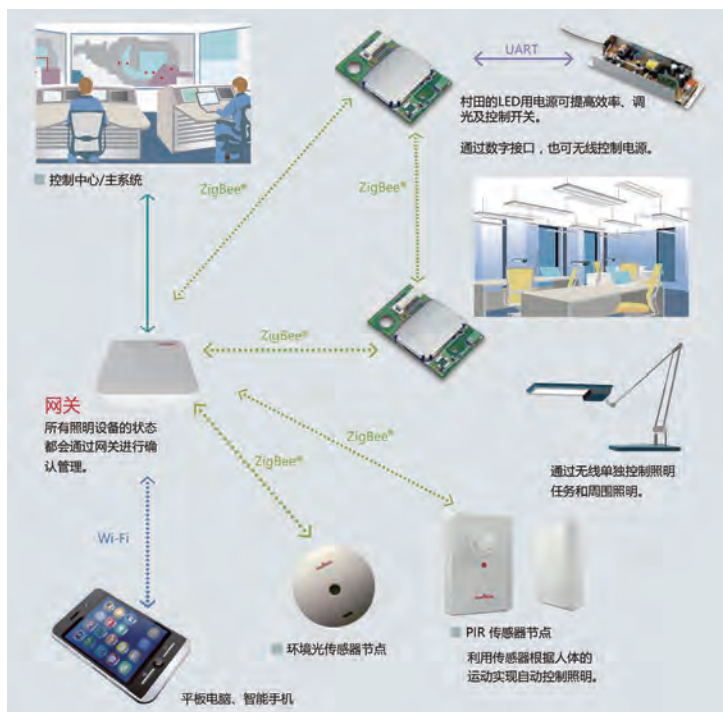 UART
村田的LED用电源可提高效率、调
光及控制开关。
通过数字接口，也可无线控制电源。
控制中心/主系统
ZigBee®
ZigBee®
ZigBee®
网关
所有照明设备的状态
都会通过网关进行确
认管理。
ZigBee®
ZigBee®
通过无线单独控制照明
任务和周围照明。
Wi-Fi
环境光传感器节点
PIR 传感器节点
利用传感器根据人体的
运动实现自动控制照明。
平板电脑、智能手机